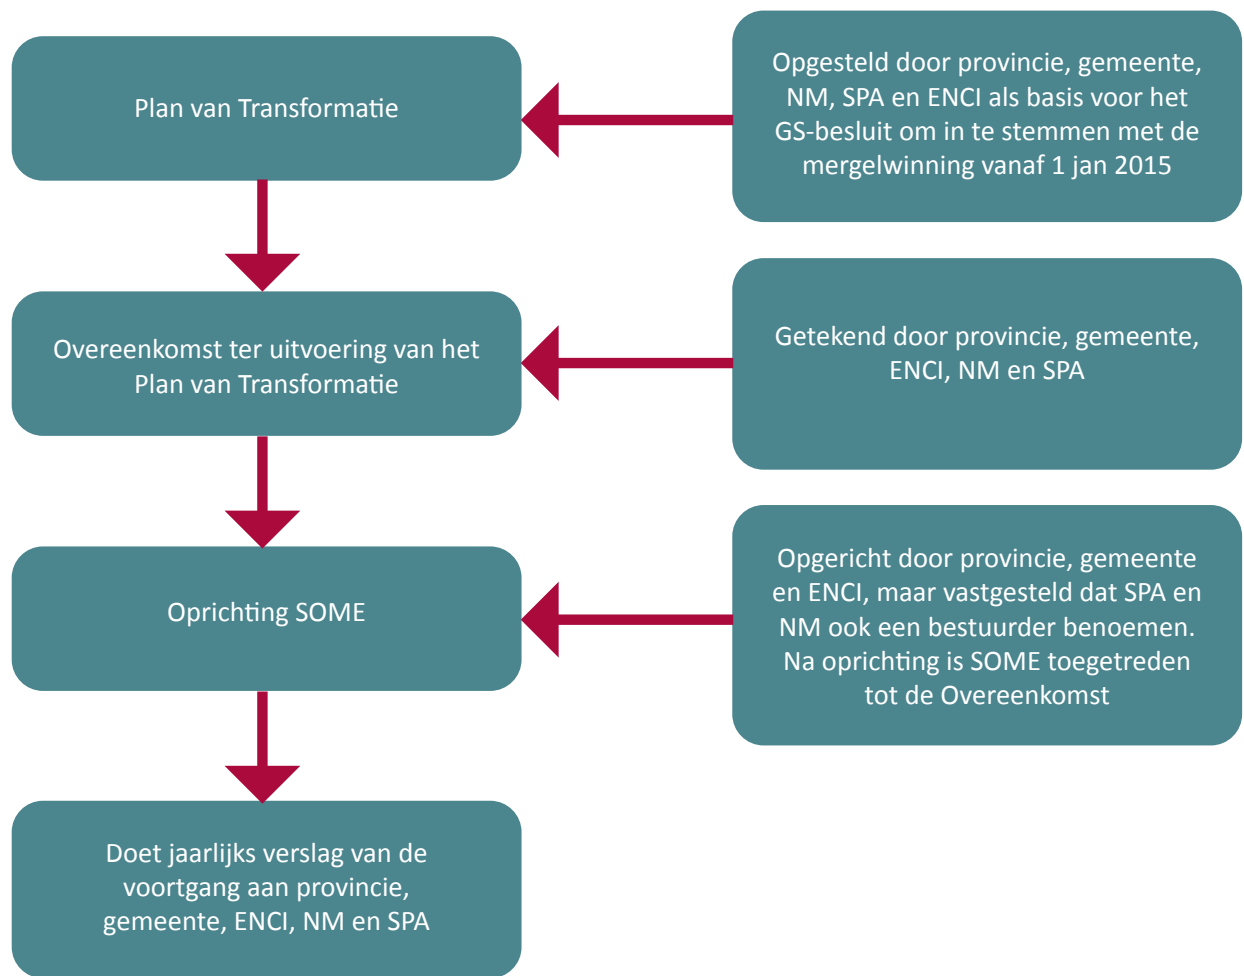 Plan van Transformatie
Opgesteld door provincie, gemeente,
NM, SPA en ENCI als basis voor het
GS-besluit om in te stemmen met de
mergelwinning vanaf 1 jan 2015
Overeenkomst ter uitvoering van het
Plan van Transformatie
Getekend door provincie, gemeente,
ENCI, NM en SPA
Oprichting SOME
Opgericht door provincie, gemeente
en ENCI, maar vastgesteld dat SPA en
NM ook een bestuurder benoemen.
Na oprichting is SOME toegetreden
tot de Overeenkomst
Doet jaarlijks verslag van de
voortgang aan provincie,
gemeente, ENCI, NM en SPA